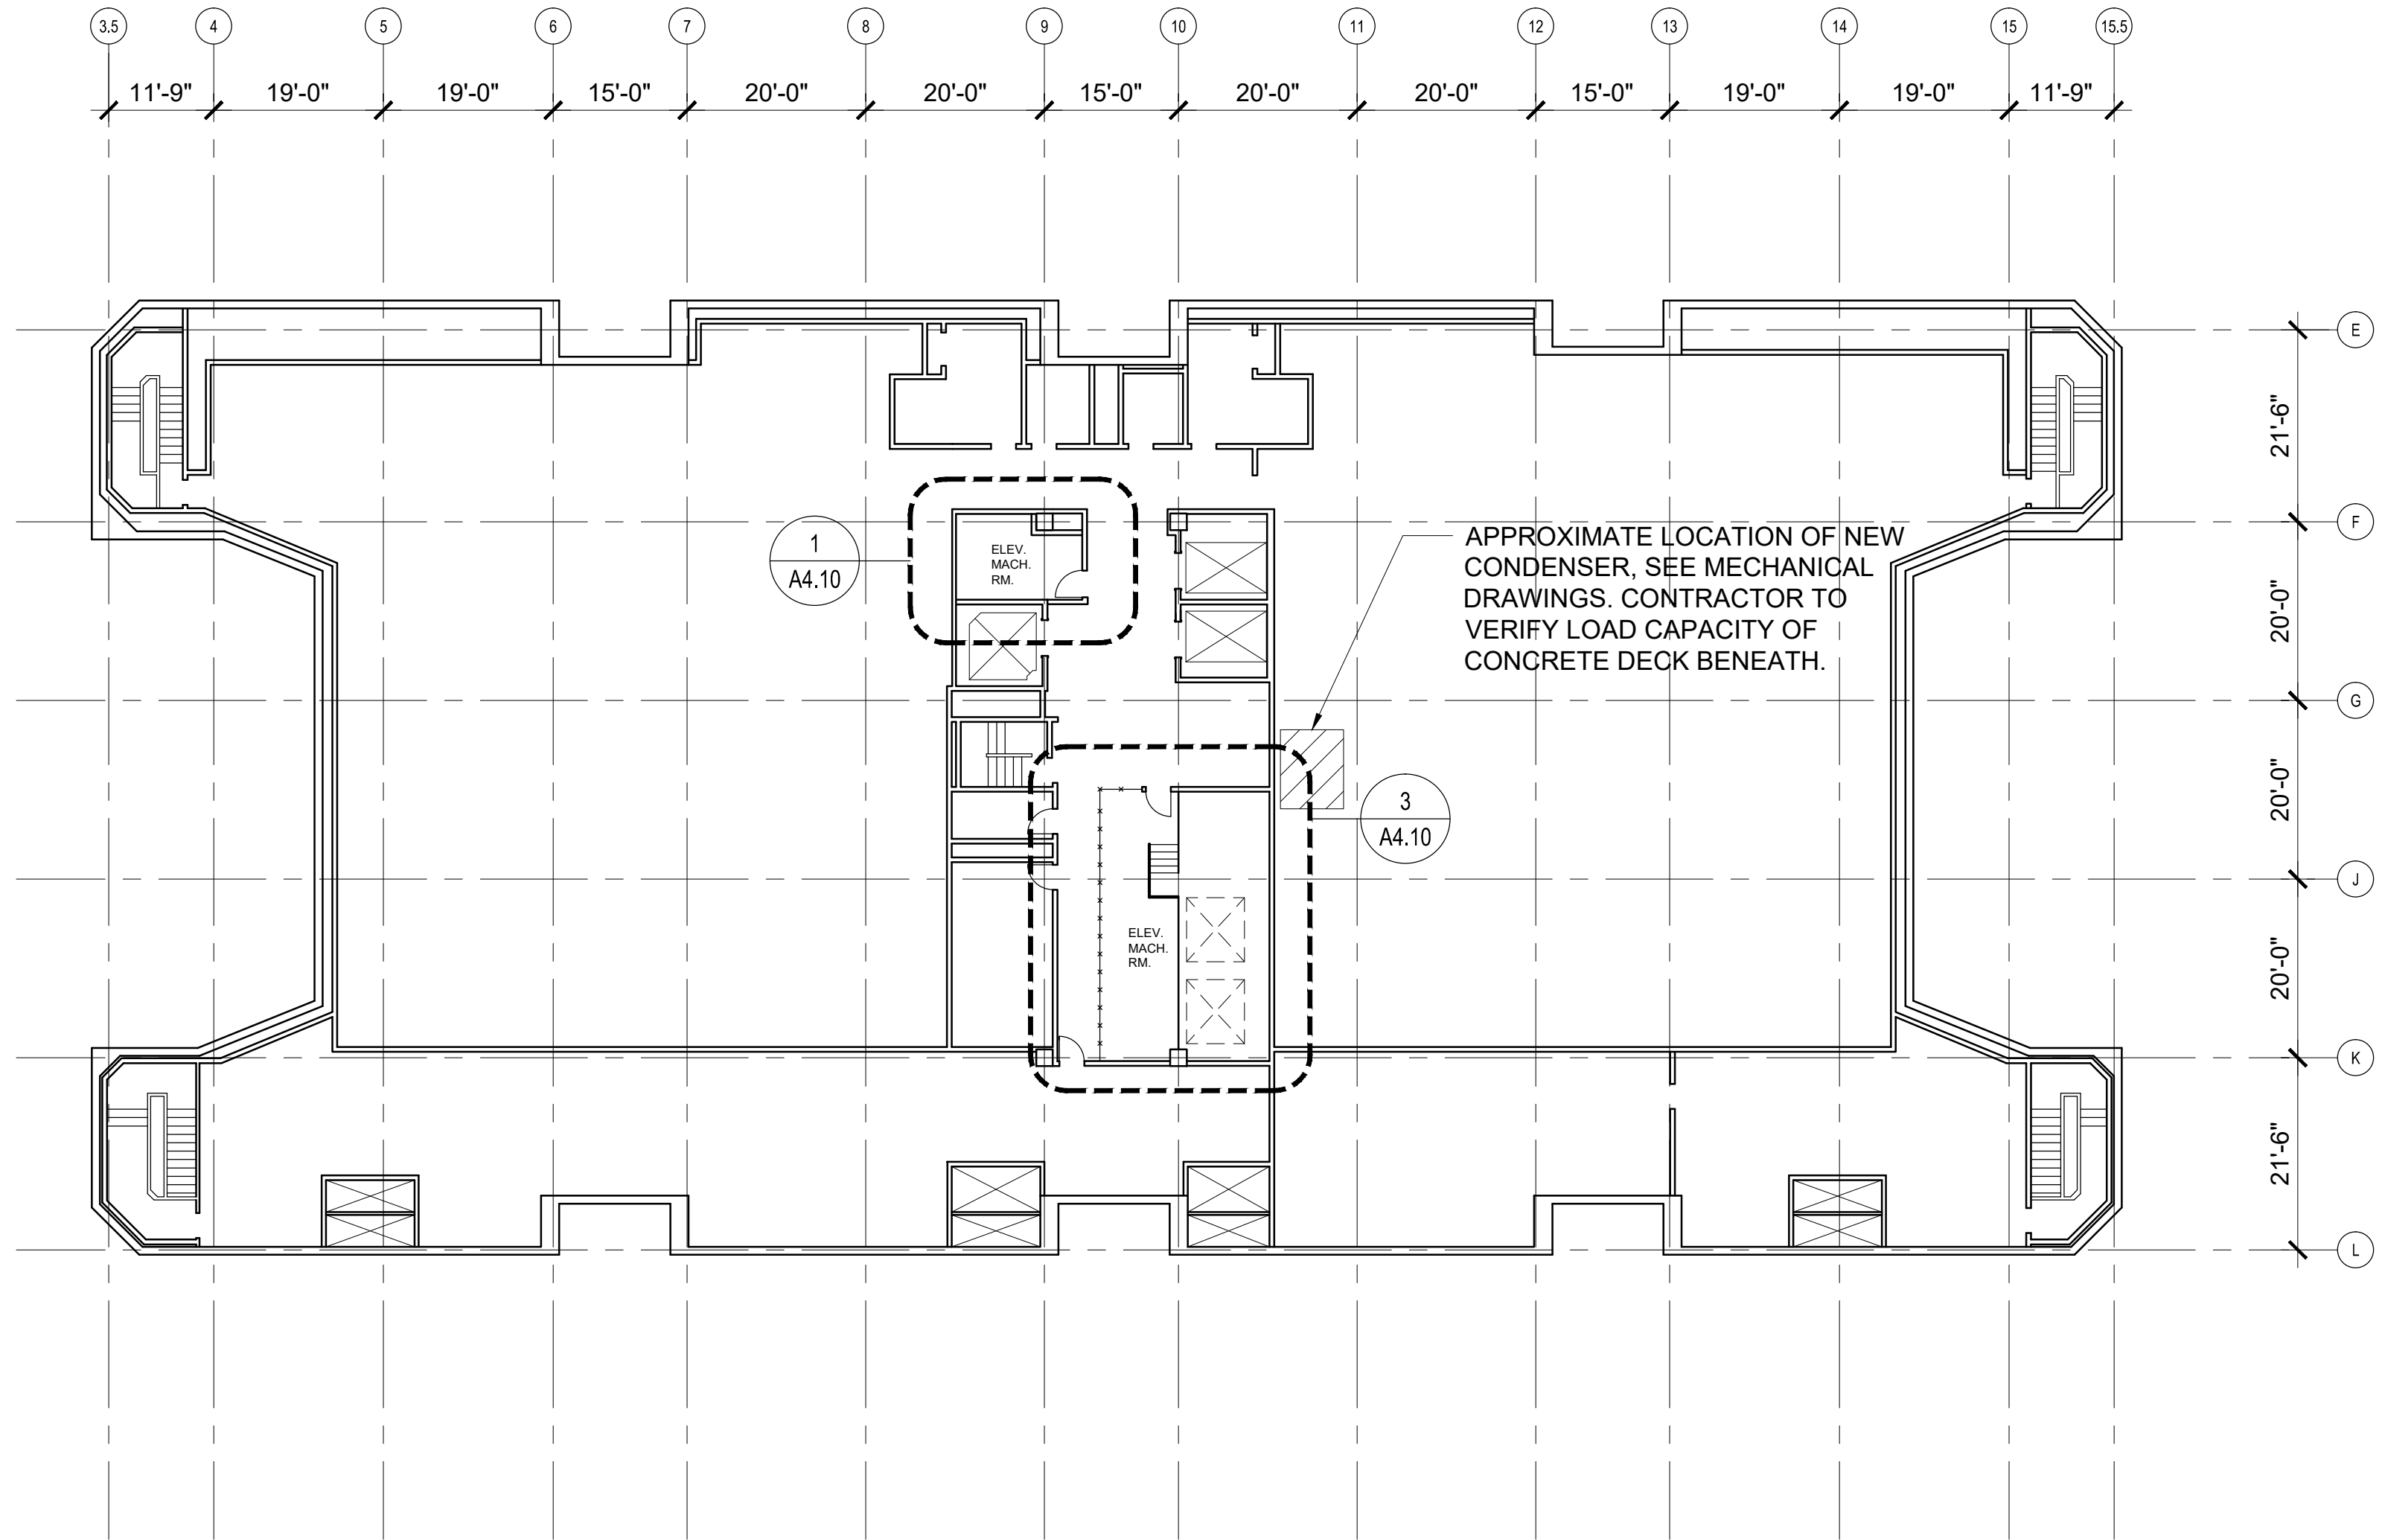 3.5 4 5 6 7 8 9 10 11 12 13 14 15 15.5
11'-9" 19'-0" 19'-0" 15'-0" 20'-0" 20'-0" 15'-0" 20'-0" 20'-0" 15'-0" 19'-0" 19'-0" 11'-9"
E
21'-6"
F
1
A4.10
ELEV.
MACH.
RM.
APPROXIMATE LOCATION OF NEW
CONDENSER, SEE MECHANICAL
DRAWINGS. CONTRACTOR TO
VERIFY LOAD CAPACITY OF
CONCRETE DECK BENEATH.
20'-0"
G
20'-0"
3
A4.10
J
ELEV.
MACH.
RM.
20'-0"
K
21'-6"
L